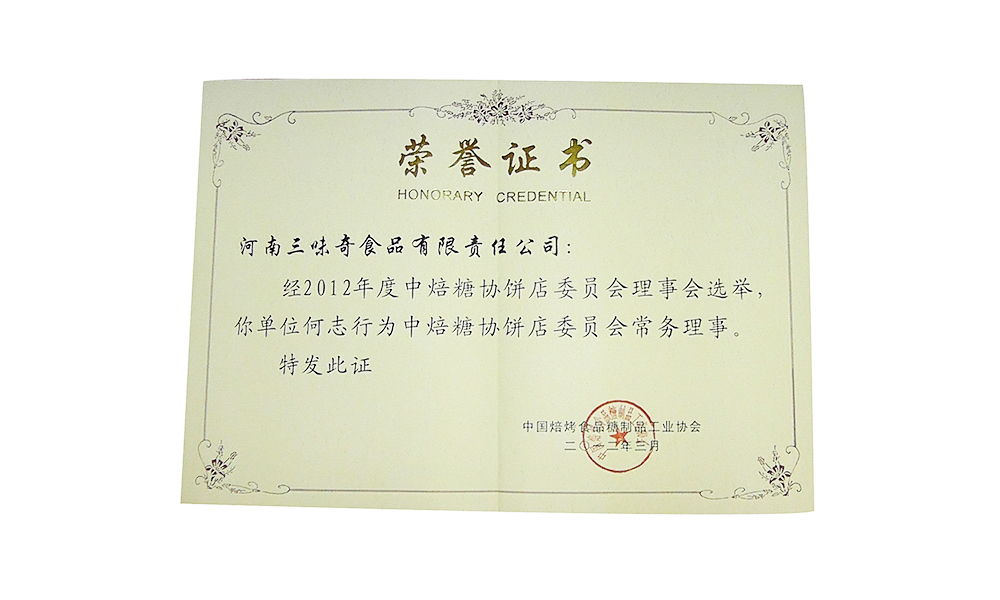 荣誉证书
HONORARY CREDENTIAL
河南三味奇食品有限责任公司：
经2012年度中焙糖协饼店委员会理事会选举，
你单位何志行为中焙糖协饼店委员会常务理事。
特发此证
中国焙烤食品糖制品工业协会
二〇一二年三月